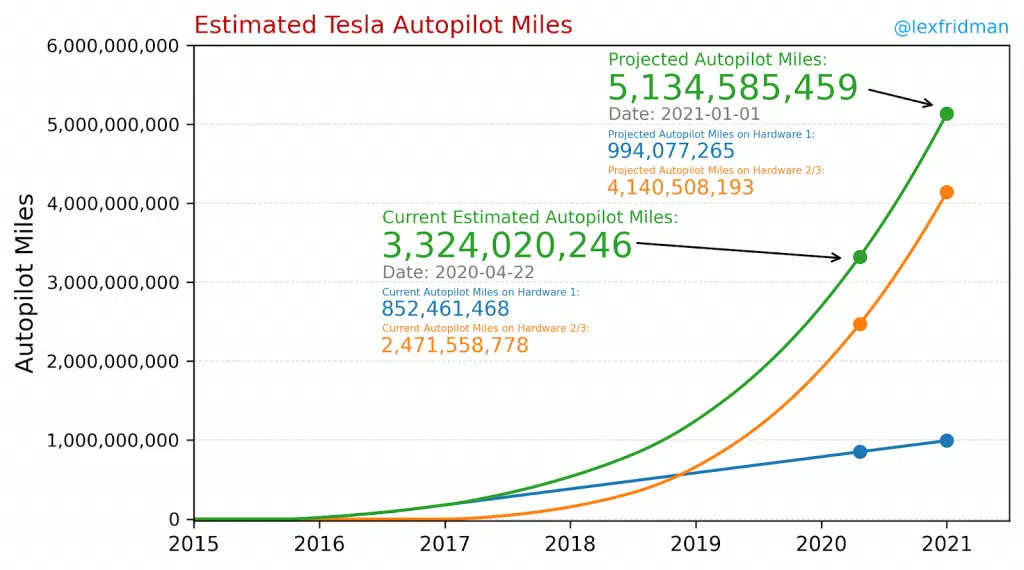 Estimated Tesla Autopilot Miles
@lexfridman
6,000,000,000
5,000,000,000
4,000,000,000
3,000,000,000
2,000,000,000
1,000,000,000
0
Autopilot Miles
Projected Autopilot Miles:
5,134,585,459
Date: 2021-01-01
Projected Autopilot Miles on Hardware 1:
994,077,265
Projected Autopilot Miles on Hardware 2/3:
4,140,508,193
Current Estimated Autopilot Miles:
3,324,020,246
Date: 2020-04-22
Current Autopilot Miles on Hardware 1:
852,461,468
Current Autopilot Miles on Hardware 2/3:
2,471,558,778
2015
2016
2017
2018
2019
2020
2021